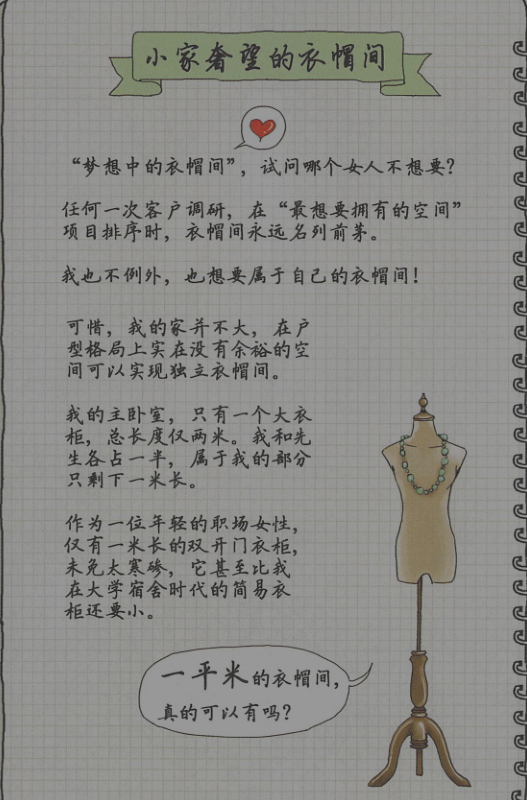 小家奢望的衣帽间
“梦想中的衣帽间”，试问哪个女人不想要？
任何一次客户调研，在“最想要拥有的空间”
项目排序时，衣帽间永远名列前茅。
我也不例外，也想要属于自己的衣帽间！
可惜，我的家并不大，在户
型格局上实在没有余裕的空
间可以实现独立衣帽间。
我的主卧室，只有一个大衣
柜，总长度仅两米。我和先
生各占一半，属于我的部分
只剩下一米长。
作为一位年轻的职场女性，
仅有一米长的双开门衣柜，
未免太寒碜，它甚至比我
在大学宿舍时代的简易衣
柜还要小。
一平米的衣帽间，
真的可以有吗？